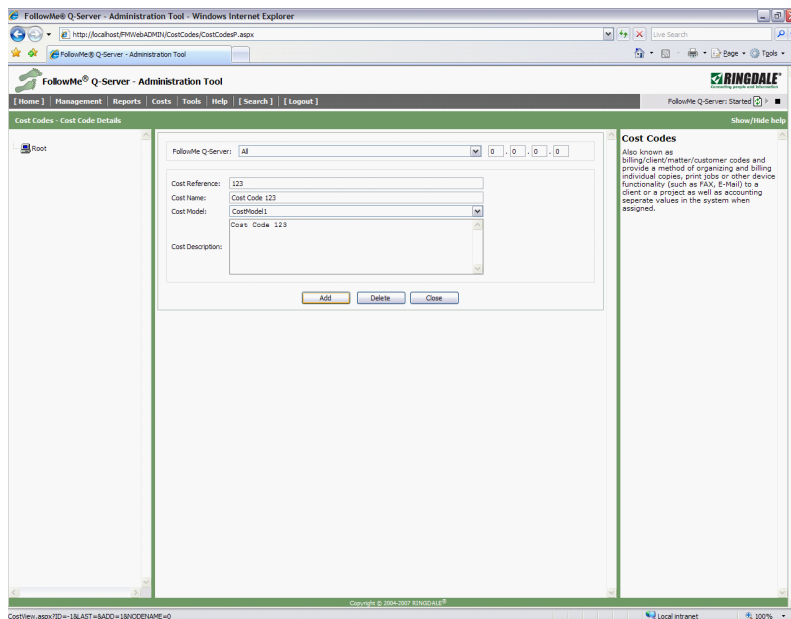 FollowMe® Q-Server - Administration Tool - Windows Internet Explorer
http://localhost/FMWebADMIN/CostCodes/CostCodesP.aspx
Live Search
FollowMe® Q-Server - Administration Tool
Page
Tools
FollowMe® Q-Server - Administration Tool
RINGDALE®
Connecting people and information
[ Home ] | Management | Reports | Costs | Tools | Help | [ Search ] | [ Logout ]
FollowMe Q-Server: Started
Cost Codes - Cost Code Details
Show/Hide help
Root
FollowMe Q-Server: All 0 . 0 . 0 . 0
Cost Reference: 123
Cost Name: Cost Code 123
Cost Model: CostModel1
Cost Description: Cost Code 123
Add Delete Close
Cost Codes
Also known as
billing/client/matter/customer codes and
provide a method of organizing and billing
individual copies, print jobs or other device
functionality (such as FAX, E-Mail) to a
client or a project as well as accounting
seperate values in the system when
assigned.
Copyright © 2004-2007 RINGDALE®
CostView.aspx?ID=-1&LAST=&ADD=1&NODENAME=0
Local intranet
100%